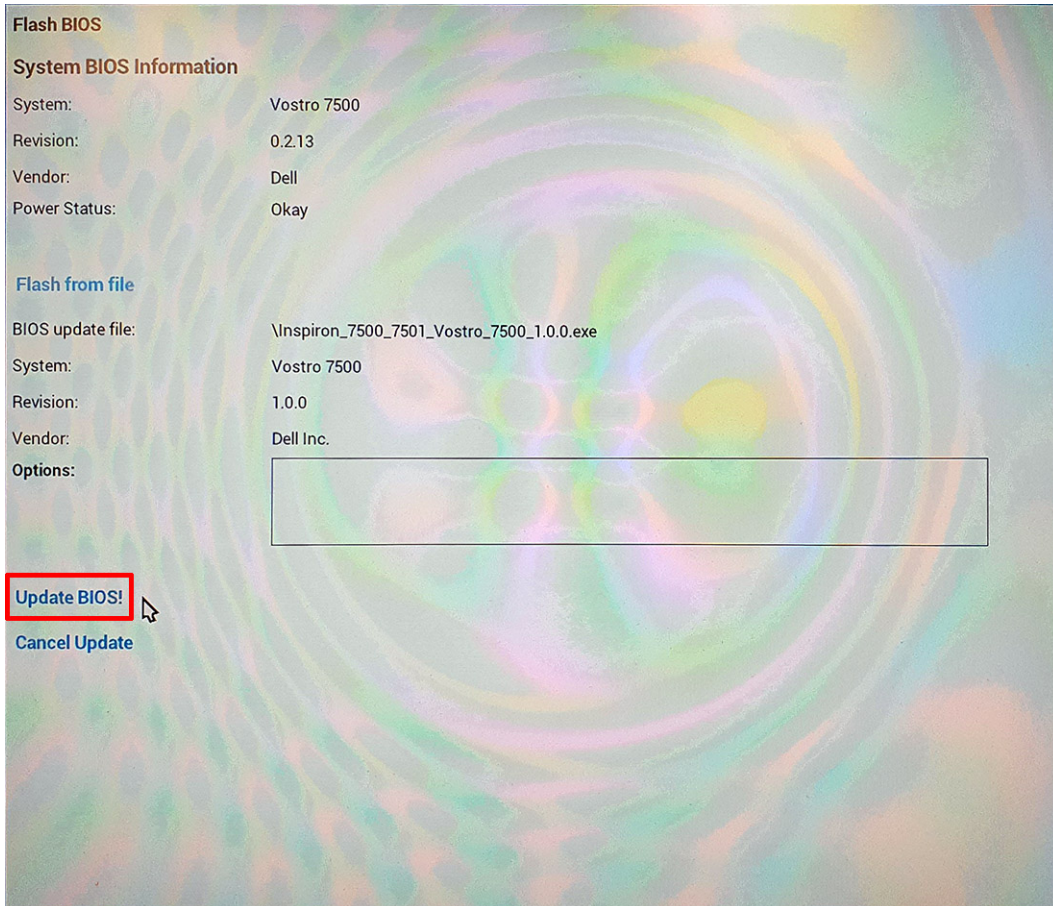 Flash BIOS
System BIOS Information
System: Vostro 7500
Revision: 0.2.13
Vendor: Dell
Power Status: Okay
Flash from file
BIOS update file: \Inspiron_7500_7501_Vostro_7500_1.0.0.exe
System: Vostro 7500
Revision: 1.0.0
Vendor: Dell Inc.
Options:
Update BIOS!
Cancel Update